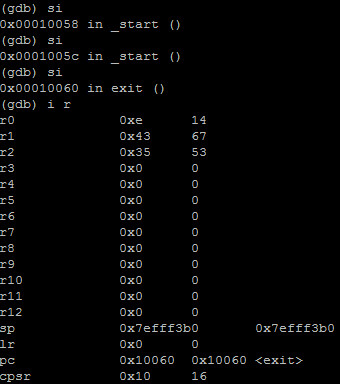 (gdb) si
0x00010058 in _start ()
(gdb) si
0x0001005c in _start ()
(gdb) si
0x00010060 in exit ()
(gdb) i r
r0 0xe 14
r1 0x43 67
r2 0x35 53
r3 0x0 0
r4 0x0 0
r5 0x0 0
r6 0x0 0
r7 0x0 0
r8 0x0 0
r9 0x0 0
r10 0x0 0
r11 0x0 0
r12 0x0 0
sp 0x7efff3b0 0x7efff3b0
lr 0x0 0
pc 0x10060 0x10060 <exit>
cpsr 0x10 16